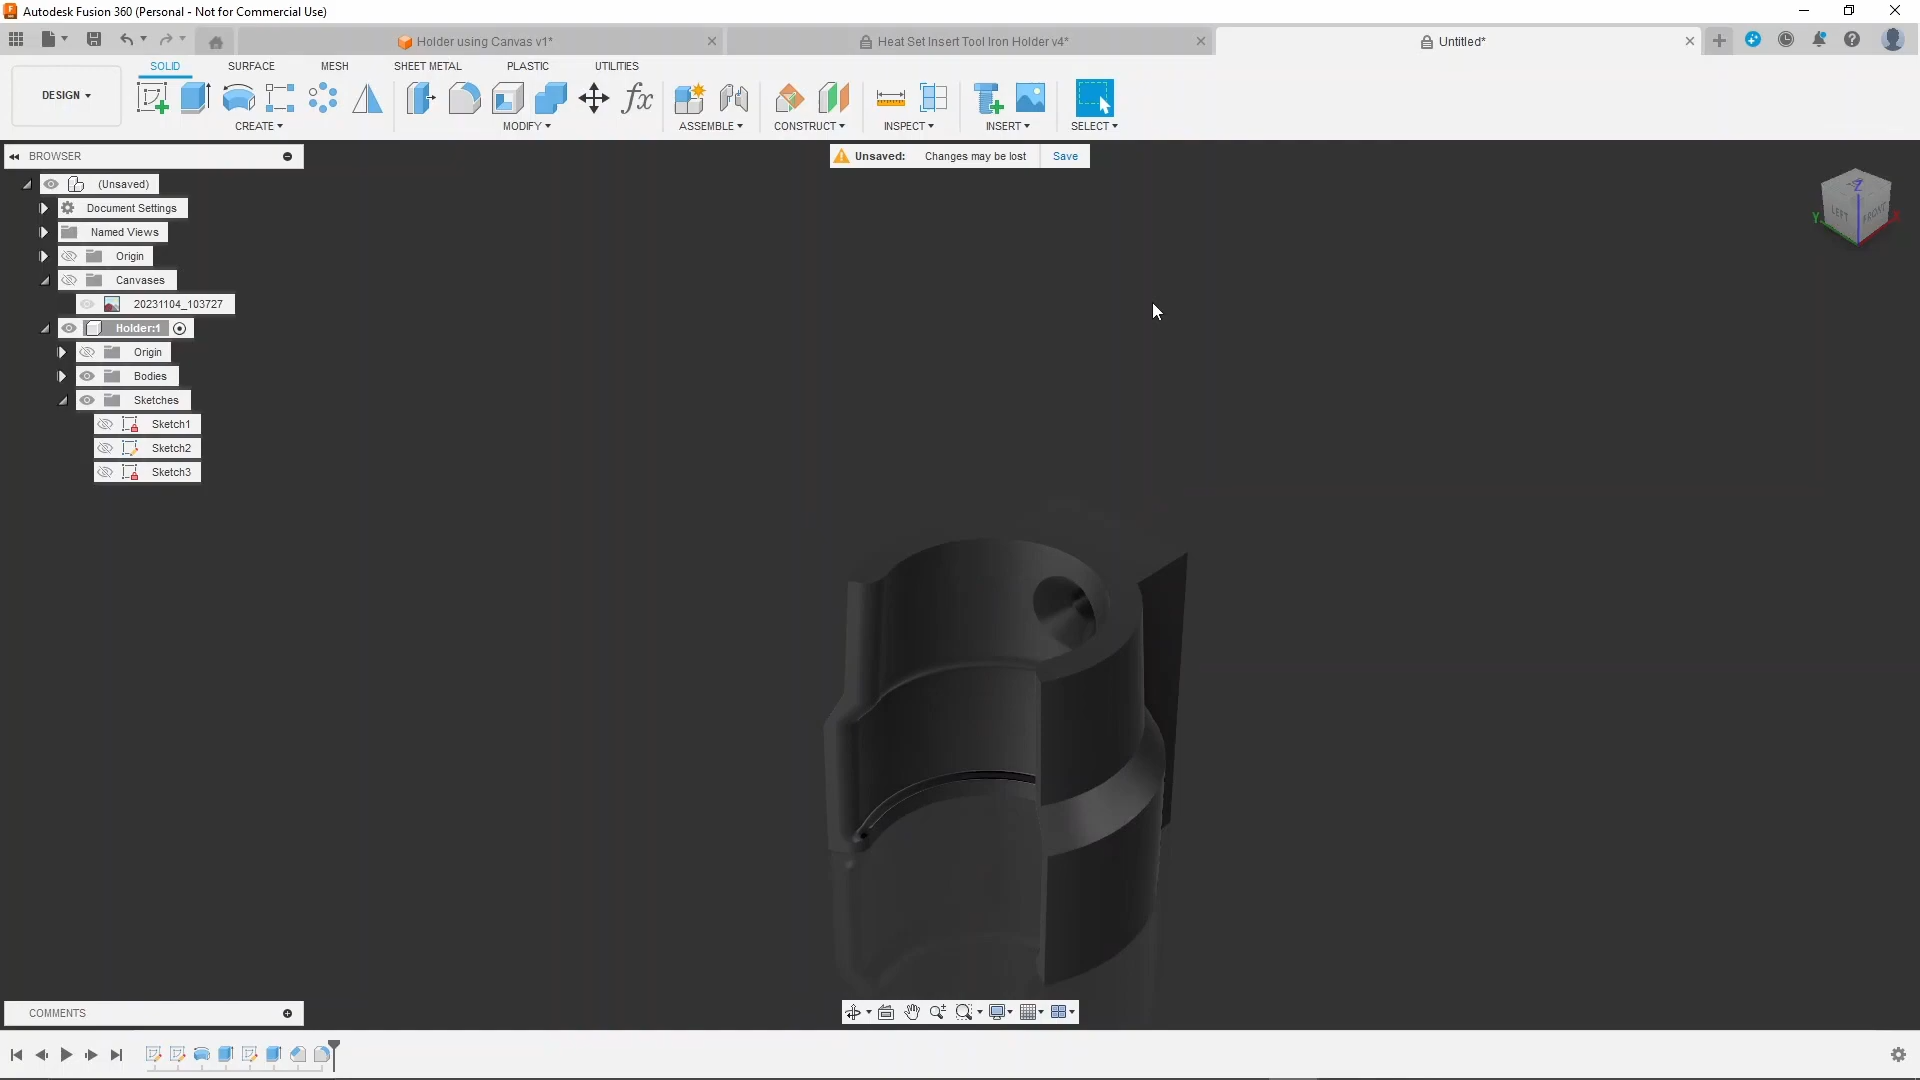 Autodesk Fusion 360 (Personal - Not for Commercial Use)
Holder using Canvas v1*
Heat Set Insert Tool Iron Holder v4*
Untitled*
SOLID SURFACE MESH SHEET METAL PLASTIC UTILITIES
DESIGN
CREATE MODIFY ASSEMBLE CONSTRUCT INSPECT INSERT SELECT
BROWSER
Unsaved: Changes may be lost Save
(Unsaved)
Document Settings
Named Views
Origin
Canvases
20231104_103727
Holder:1
Origin
Bodies
Sketches
Sketch1
Sketch2
Sketch3
Z
Y
X
LEFT
FRONT
COMMENTS